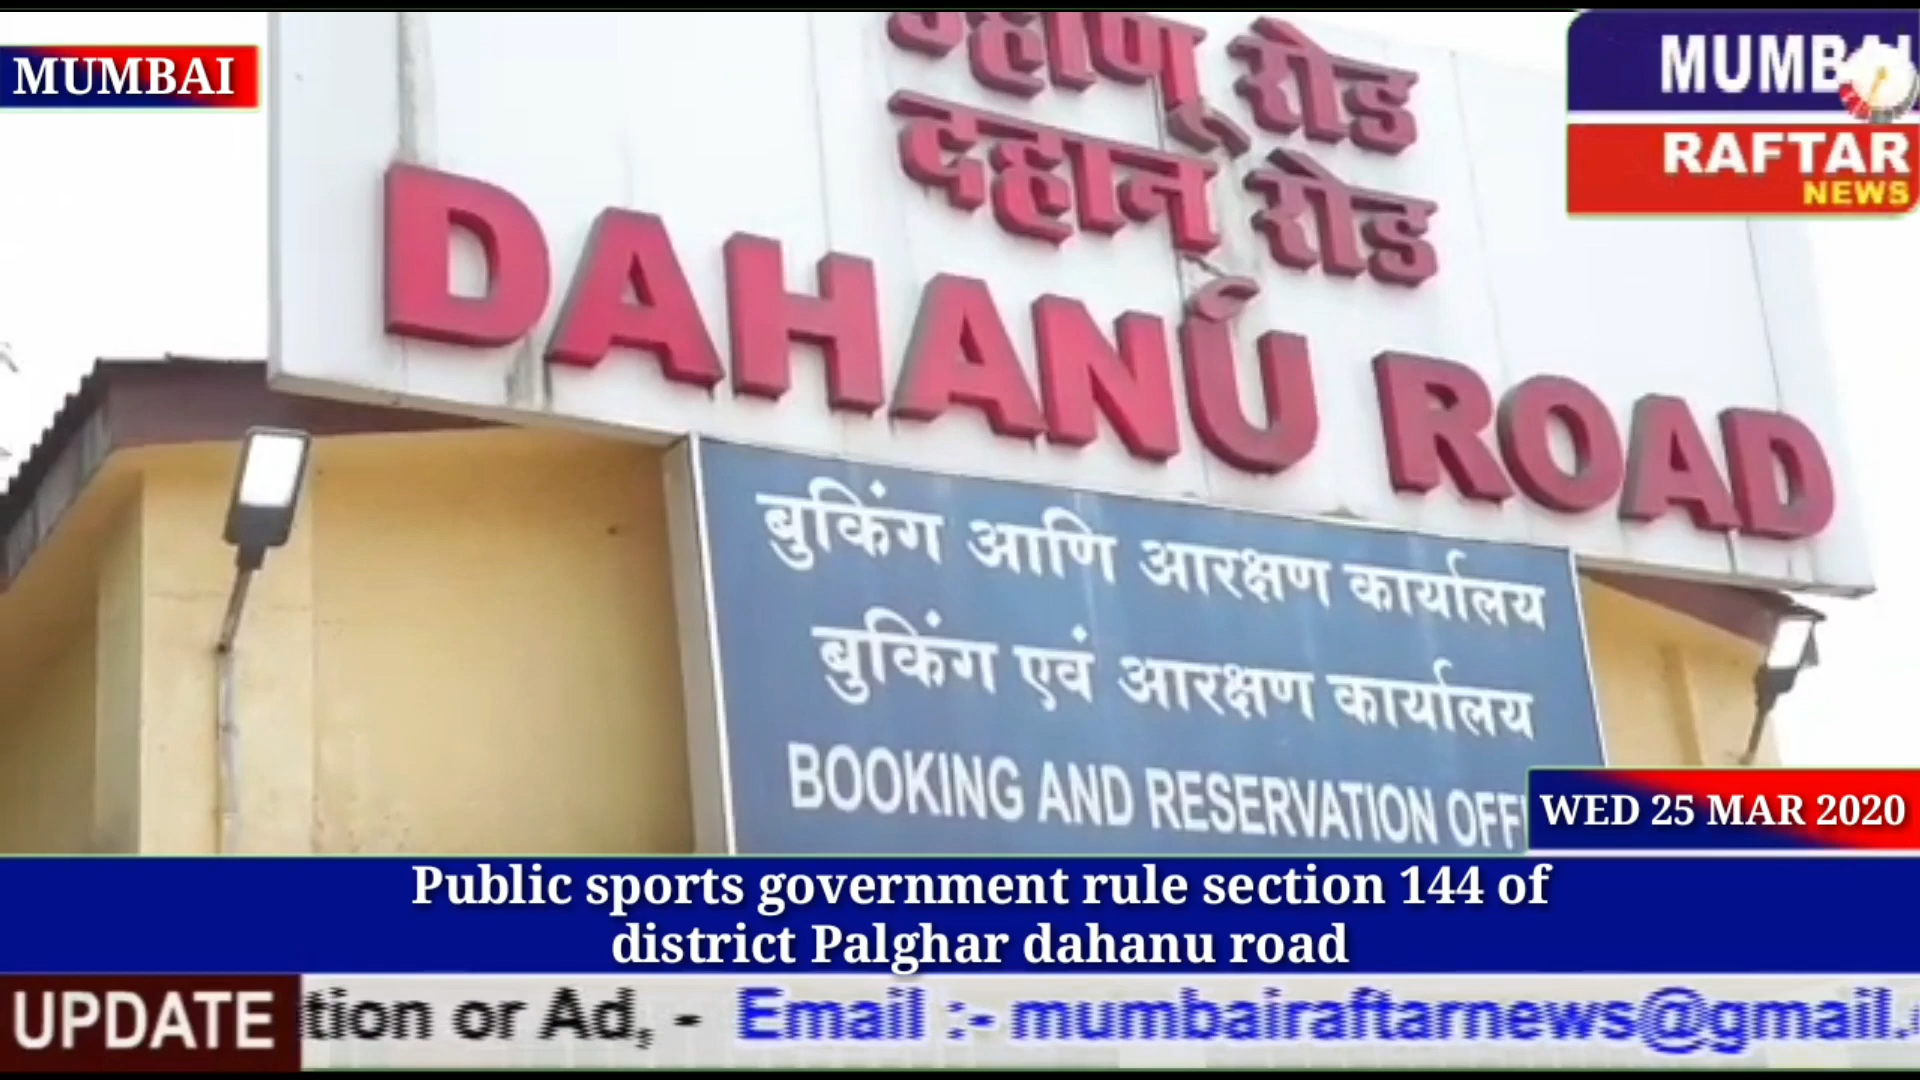 MUMBAI
MUMBAI
RAFTAR
NEWS
डहाणू रोड
दहानू रोड
DAHANU ROAD
बुकिंग आणि आरक्षण कार्यालय
बुकिंग एवं आरक्षण कार्यालय
BOOKING AND RESERVATION OFFI
WED 25 MAR 2020
Public sports government rule section 144 of
district Palghar dahanu road
UPDATE
tion or Ad, - Email :- mumbairaftarnews@gmail.